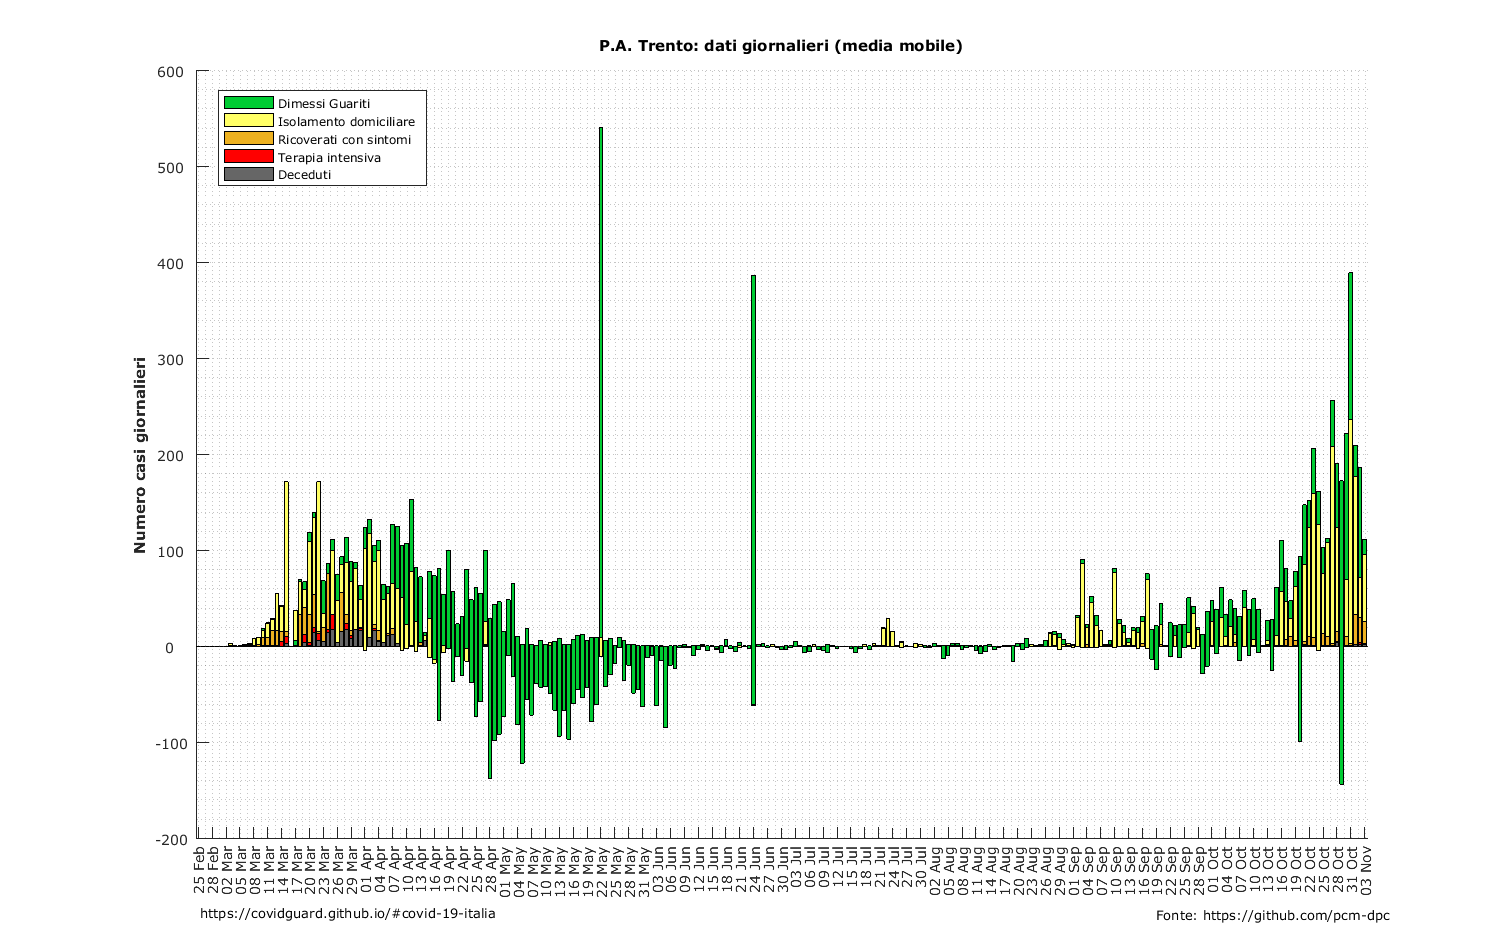 P.A. Trento: dati giornalieri (media mobile)
600
500
400
300
200
100
0
-100
-200
Numero casi giornalieri
Dimessi Guariti
Isolamento domiciliare
Ricoverati con sintomi
Terapia intensiva
Deceduti
25 Feb
28 Feb
02 Mar
05 Mar
08 Mar
11 Mar
14 Mar
17 Mar
20 Mar
23 Mar
26 Mar
29 Mar
01 Apr
04 Apr
07 Apr
10 Apr
13 Apr
16 Apr
19 Apr
22 Apr
25 Apr
28 Apr
01 May
04 May
07 May
10 May
13 May
16 May
19 May
22 May
25 May
28 May
31 May
03 Jun
06 Jun
09 Jun
12 Jun
15 Jun
18 Jun
21 Jun
24 Jun
27 Jun
30 Jun
03 Jul
06 Jul
09 Jul
12 Jul
15 Jul
18 Jul
21 Jul
24 Jul
27 Jul
30 Jul
02 Aug
05 Aug
08 Aug
11 Aug
14 Aug
17 Aug
20 Aug
23 Aug
26 Aug
29 Aug
01 Sep
04 Sep
07 Sep
10 Sep
13 Sep
16 Sep
19 Sep
22 Sep
25 Sep
28 Sep
01 Oct
04 Oct
07 Oct
10 Oct
13 Oct
16 Oct
19 Oct
22 Oct
25 Oct
28 Oct
31 Oct
03 Nov
https://covidguard.github.io/#covid-19-italia
Fonte: https://github.com/pcm-dpc